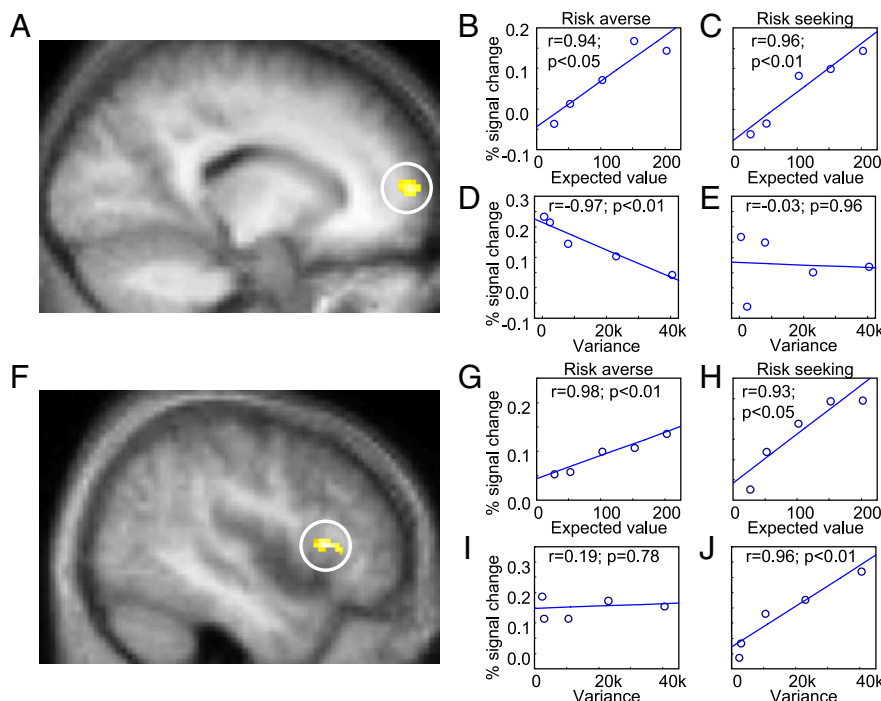 A
B
Risk averse
r=0.94;
p<0.05
% signal change
0.2
0.1
0.0
-0.1
0 100 200
Expected value
C
Risk seeking
r=0.96;
p<0.01
0 100 200
Expected value
D
r=-0.97; p<0.01
% signal change
0.3
0.2
0.1
0.0
-0.1
0 20k 40k
Variance
E
r=-0.03; p=0.96
0 20k 40k
Variance
F
G
Risk averse
r=0.98; p<0.01
% signal change
0.2
0.1
0.0
0 100 200
Expected value
H
Risk seeking
r=0.93;
p<0.05
0 100 200
Expected value
I
r=0.19; p=0.78
% signal change
0.3
0.2
0.1
0.0
0 20k 40k
Variance
J
r=0.96; p<0.01
0 20k 40k
Variance